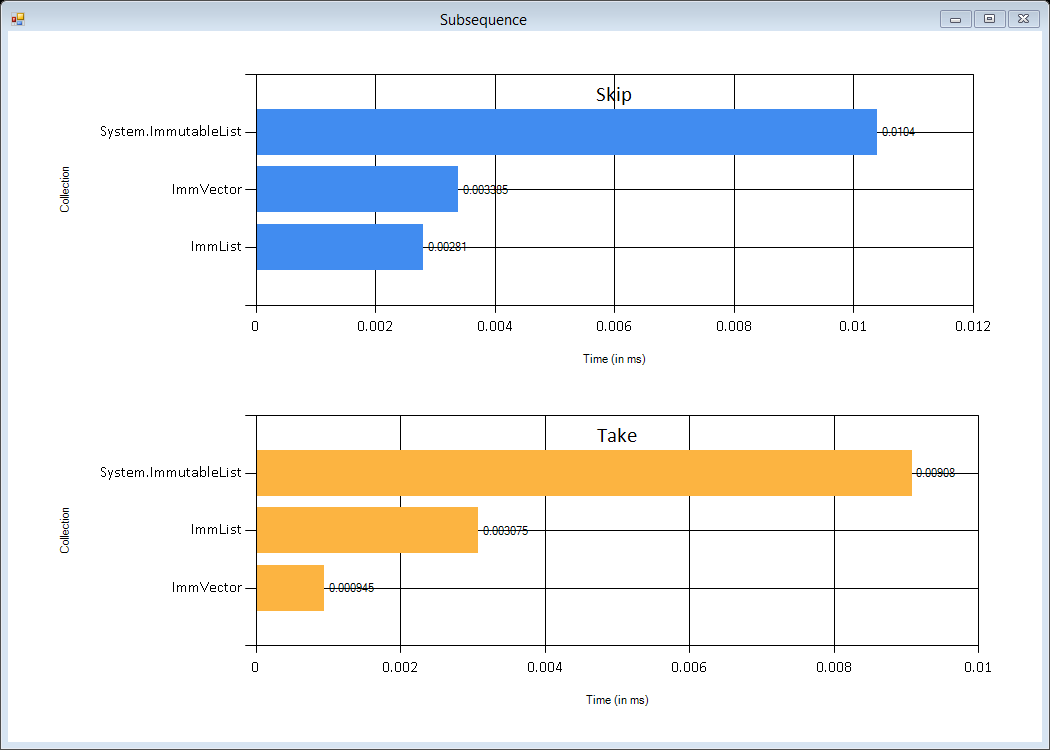 Subsequence
Skip
System.ImmutableList
0.0104
Collection
ImmVector
0.003385
ImmList
0.00281
0 0.002 0.004 0.006 0.008 0.01 0.012
Time (in ms)
Take
System.ImmutableList
0.00908
Collection
ImmList
0.003075
ImmVector
0.000945
0 0.002 0.004 0.006 0.008 0.01
Time (in ms)